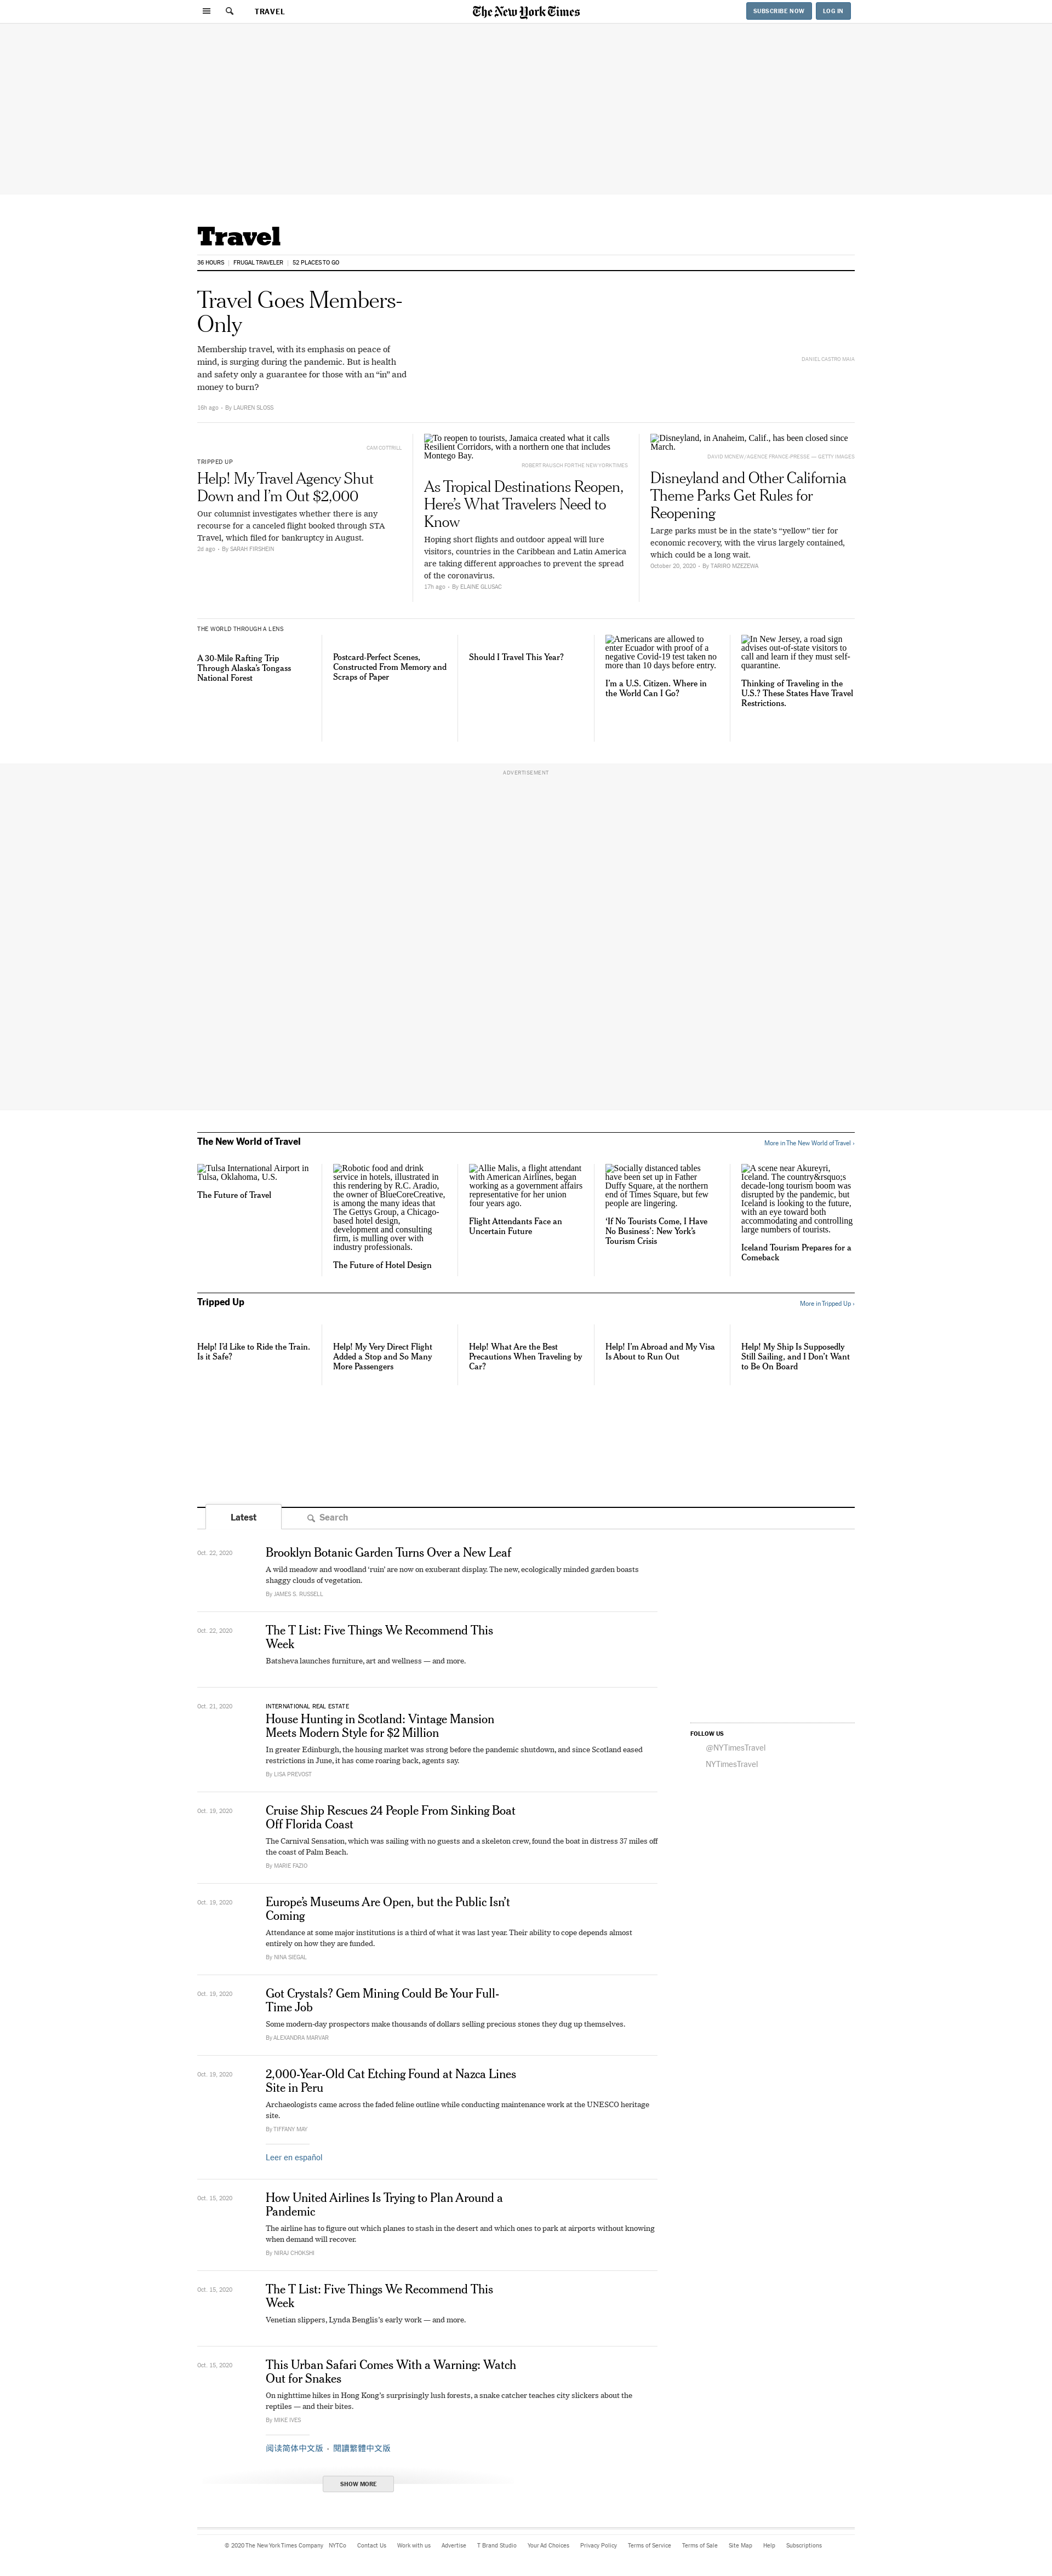 TRAVEL
The New York Times
SUBSCRIBE NOW
LOG IN
Travel
36 HOURS
FRUGAL TRAVELER
52 PLACES TO GO
Travel Goes Members-
Only
Membership travel, with its emphasis on peace of
mind, is surging during the pandemic. But is health
and safety only a guarantee for those with an “in” and
money to burn?
16h ago - By LAUREN SLOSS
DANIEL CASTRO MAIA
CAM COTTRILL
TRIPPED UP
Help! My Travel Agency Shut
Down and I’m Out $2,000
Our columnist investigates whether there is any
recourse for a canceled flight booked through STA
Travel, which filed for bankruptcy in August.
2d ago - By SARAH FIRSHEIN
To reopen to tourists, Jamaica created what it calls
Resilient Corridors, with a northern one that includes
Montego Bay.
ROBERT RAUSCH FOR THE NEW YORK TIMES
As Tropical Destinations Reopen,
Here’s What Travelers Need to
Know
Hoping short flights and outdoor appeal will lure
visitors, countries in the Caribbean and Latin America
are taking different approaches to prevent the spread
of the coronavirus.
17h ago - By ELAINE GLUSAC
Disneyland, in Anaheim, Calif., has been closed since
March.
DAVID MCNEW/AGENCE FRANCE-PRESSE — GETTY IMAGES
Disneyland and Other California
Theme Parks Get Rules for
Reopening
Large parks must be in the state’s “yellow” tier for
economic recovery, with the virus largely contained,
which could be a long wait.
October 20, 2020 - By TARIRO MZEZEWA
THE WORLD THROUGH A LENS
A 30-Mile Rafting Trip
Through Alaska’s Tongass
National Forest
Postcard-Perfect Scenes,
Constructed From Memory and
Scraps of Paper
Should I Travel This Year?
Americans are allowed to
enter Ecuador with proof of a
negative Covid-19 test taken no
more than 10 days before entry.
I’m a U.S. Citizen. Where in
the World Can I Go?
In New Jersey, a road sign
advises out-of-state visitors to
call and learn if they must self-
quarantine.
Thinking of Traveling in the
U.S.? These States Have Travel
Restrictions.
ADVERTISEMENT
The New World of Travel
More in The New World of Travel ›
Tulsa International Airport in
Tulsa, Oklahoma, U.S.
The Future of Travel
Robotic food and drink
service in hotels, illustrated in
this rendering by R.C. Aradio,
the owner of BlueCoreCreative,
is among the many ideas that
The Gettys Group, a Chicago-
based hotel design,
development and consulting
firm, is mulling over with
industry professionals.
The Future of Hotel Design
Allie Malis, a flight attendant
with American Airlines, began
working as a government affairs
representative for her union
four years ago.
Flight Attendants Face an
Uncertain Future
Socially distanced tables
have been set up in Father
Duffy Square, at the northern
end of Times Square, but few
people are lingering.
‘If No Tourists Come, I Have
No Business’: New York’s
Tourism Crisis
A scene near Akureyri,
Iceland. The country&rsquo;s
decade-long tourism boom was
disrupted by the pandemic, but
Iceland is looking to the future,
with an eye toward both
accommodating and controlling
large numbers of tourists.
Iceland Tourism Prepares for a
Comeback
Tripped Up
More in Tripped Up ›
Help! I’d Like to Ride the Train.
Is it Safe?
Help! My Very Direct Flight
Added a Stop and So Many
More Passengers
Help! What Are the Best
Precautions When Traveling by
Car?
Help! I’m Abroad and My Visa
Is About to Run Out
Help! My Ship Is Supposedly
Still Sailing, and I Don’t Want
to Be On Board
Latest
Search
Oct. 22, 2020
Brooklyn Botanic Garden Turns Over a New Leaf
A wild meadow and woodland ‘ruin’ are now on exuberant display. The new, ecologically minded garden boasts
shaggy clouds of vegetation.
By JAMES S. RUSSELL
Oct. 22, 2020
The T List: Five Things We Recommend This
Week
Batsheva launches furniture, art and wellness — and more.
Oct. 21, 2020
INTERNATIONAL REAL ESTATE
House Hunting in Scotland: Vintage Mansion
Meets Modern Style for $2 Million
In greater Edinburgh, the housing market was strong before the pandemic shutdown, and since Scotland eased
restrictions in June, it has come roaring back, agents say.
By LISA PREVOST
FOLLOW US
@NYTimesTravel
NYTimesTravel
Oct. 19, 2020
Cruise Ship Rescues 24 People From Sinking Boat
Off Florida Coast
The Carnival Sensation, which was sailing with no guests and a skeleton crew, found the boat in distress 37 miles off
the coast of Palm Beach.
By MARIE FAZIO
Oct. 19, 2020
Europe’s Museums Are Open, but the Public Isn’t
Coming
Attendance at some major institutions is a third of what it was last year. Their ability to cope depends almost
entirely on how they are funded.
By NINA SIEGAL
Oct. 19, 2020
Got Crystals? Gem Mining Could Be Your Full-
Time Job
Some modern-day prospectors make thousands of dollars selling precious stones they dug up themselves.
By ALEXANDRA MARVAR
Oct. 19, 2020
2,000-Year-Old Cat Etching Found at Nazca Lines
Site in Peru
Archaeologists came across the faded feline outline while conducting maintenance work at the UNESCO heritage
site.
By TIFFANY MAY
Leer en español
Oct. 15, 2020
How United Airlines Is Trying to Plan Around a
Pandemic
The airline has to figure out which planes to stash in the desert and which ones to park at airports without knowing
when demand will recover.
By NIRAJ CHOKSHI
Oct. 15, 2020
The T List: Five Things We Recommend This
Week
Venetian slippers, Lynda Benglis’s early work — and more.
Oct. 15, 2020
This Urban Safari Comes With a Warning: Watch
Out for Snakes
On nighttime hikes in Hong Kong’s surprisingly lush forests, a snake catcher teaches city slickers about the
reptiles — and their bites.
By MIKE IVES
阅读简体中文版 - 閱讀繁體中文版
SHOW MORE
© 2020 The New York Times Company NYTCo Contact Us Work with us Advertise T Brand Studio Your Ad Choices Privacy Policy Terms of Service Terms of Sale Site Map Help Subscriptions